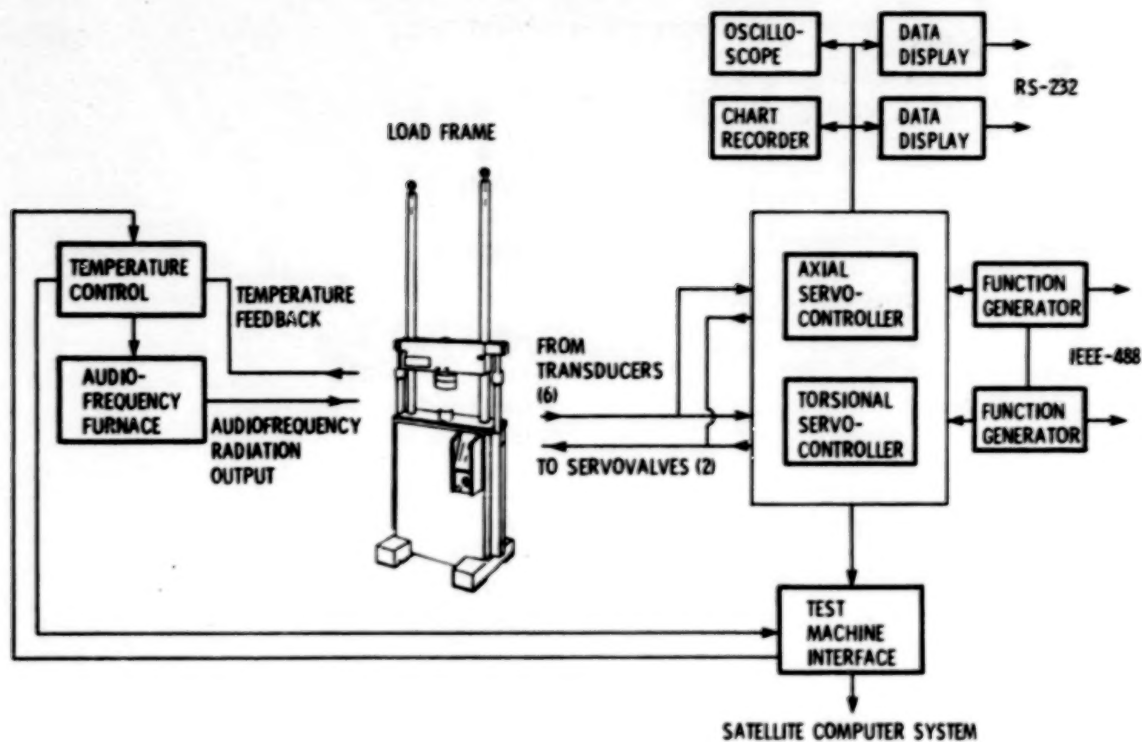 OSCILLO-
SCOPE
DATA
DISPLAY
RS-232
CHART
RECORDER
DATA
DISPLAY
LOAD FRAME
TEMPERATURE
CONTROL
TEMPERATURE
FEEDBACK
AUDIO-
FREQUENCY
FURNACE
AUDIOFREQUENCY
RADIATION
OUTPUT
FROM
TRANSDUCERS
(6)
TO SERVOVALVES (2)
AXIAL
SERVO-
CONTROLLER
TORSIONAL
SERVO-
CONTROLLER
FUNCTION
GENERATOR
IEEE-488
FUNCTION
GENERATOR
TEST
MACHINE
INTERFACE
SATELLITE COMPUTER SYSTEM